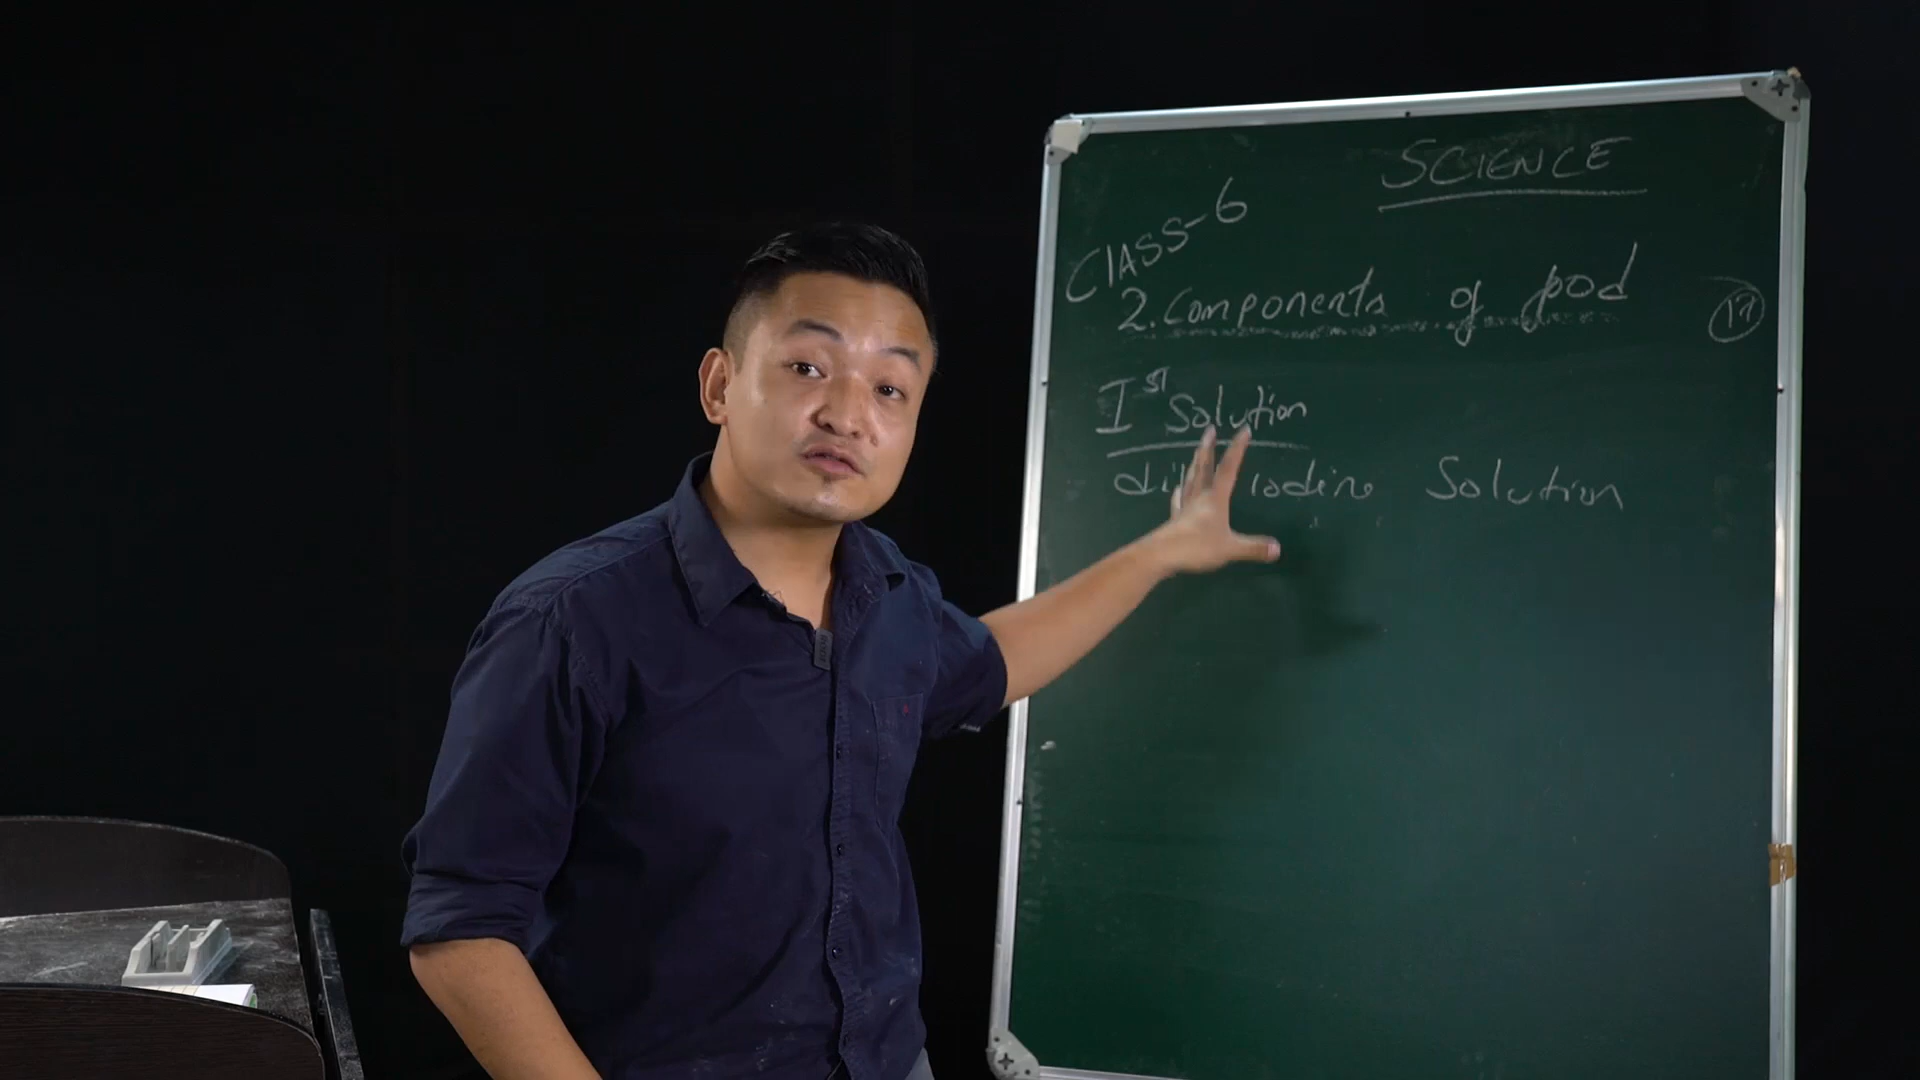 SCIENCE
CLASS-6
2. Components of food
17
Ist Solution
iodine Solution